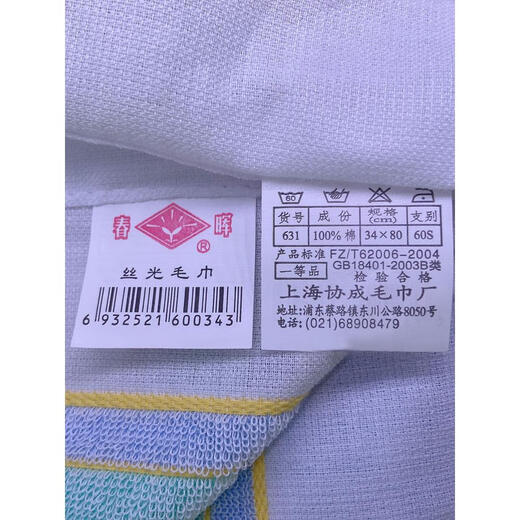 春 晖
®
丝光毛巾
6 932521 600343
60
货号 成份 规格(cm) 支别
631 100% 棉 34×80 60S
产品标准 FZ/T62006-2004
一等品 GB18401-2003B类
检验合格
上海协成毛巾厂
地址:浦东蔡路镇东川公路8050号
电话:(021)68908479